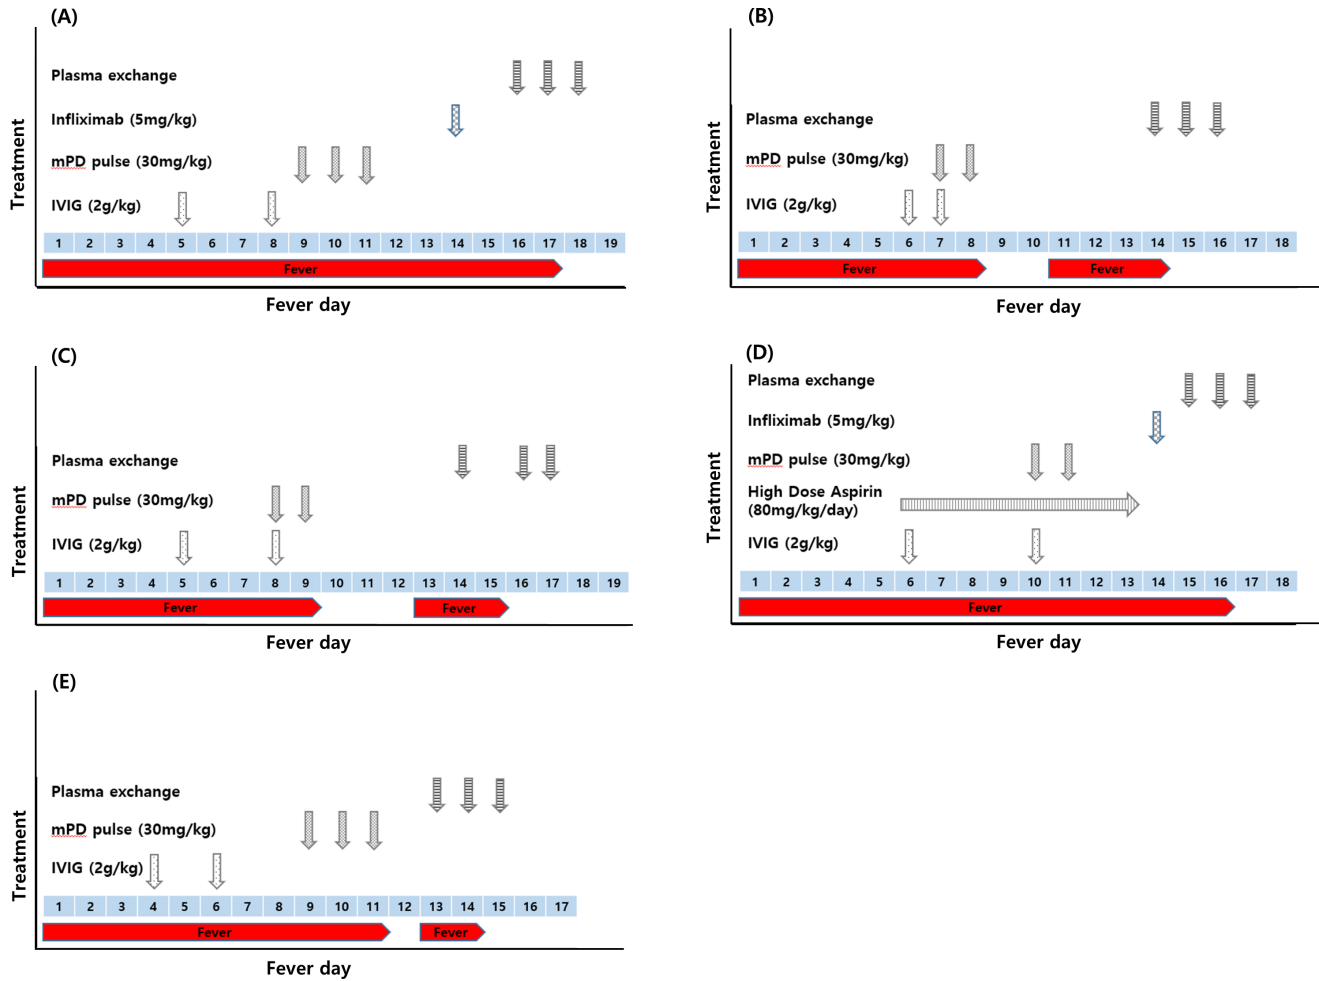 (A)
Treatment
Plasma exchange
Infliximab (5mg/kg)
mPD pulse (30mg/kg)
IVIG (2g/kg)
1 2 3 4 5 6 7 8 9 10 11 12 13 14 15 16 17 18 19
Fever
Fever day
(B)
Treatment
Plasma exchange
mPD pulse (30mg/kg)
IVIG (2g/kg)
1 2 3 4 5 6 7 8 9 10 11 12 13 14 15 16 17 18
Fever Fever
Fever day
(C)
Treatment
Plasma exchange
mPD pulse (30mg/kg)
IVIG (2g/kg)
1 2 3 4 5 6 7 8 9 10 11 12 13 14 15 16 17 18 19
Fever Fever
Fever day
(D)
Treatment
Plasma exchange
Infliximab (5mg/kg)
mPD pulse (30mg/kg)
High Dose Aspirin
(80mg/kg/day)
IVIG (2g/kg)
1 2 3 4 5 6 7 8 9 10 11 12 13 14 15 16 17 18
Fever
Fever day
(E)
Treatment
Plasma exchange
mPD pulse (30mg/kg)
IVIG (2g/kg)
1 2 3 4 5 6 7 8 9 10 11 12 13 14 15 16 17
Fever Fever
Fever day